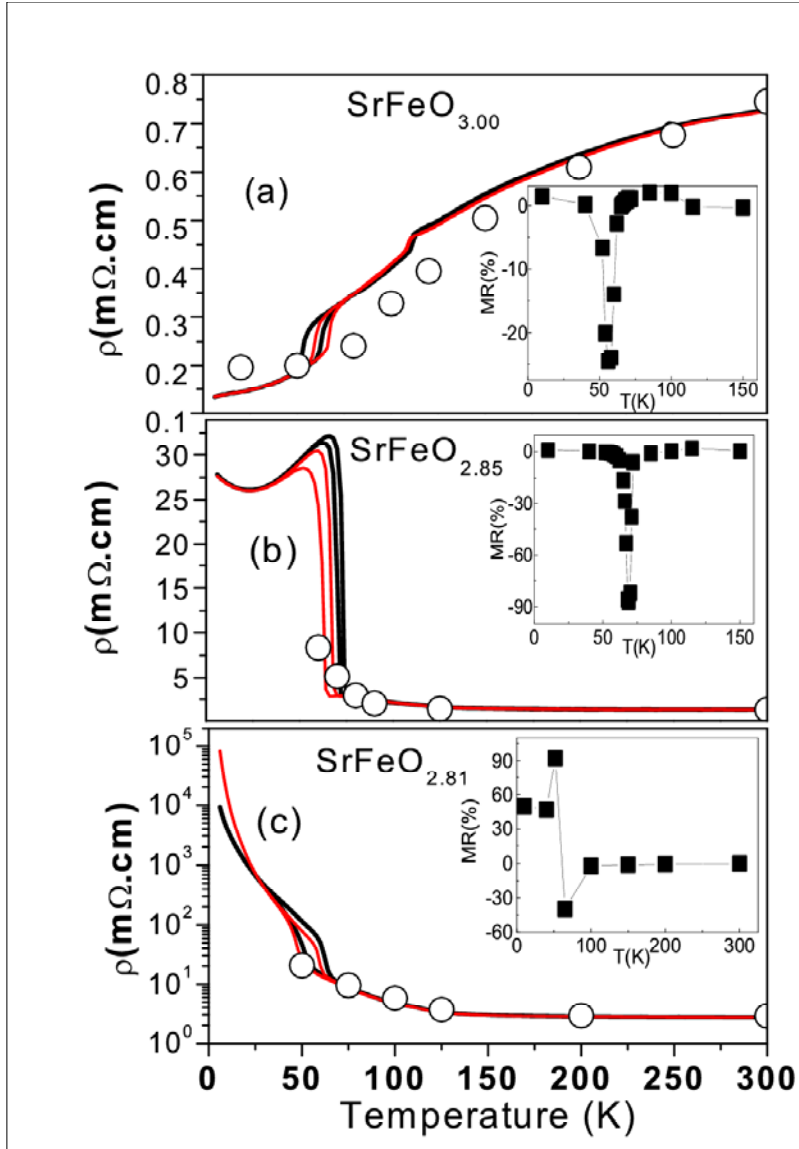 SrFeO3.00
(a)
ρ(mΩ.cm)
0.8
0.7
0.6
0.5
0.4
0.3
0.2
0.1
MR(%)
0
-10
-20
0 50 100 150
T(K)
SrFeO2.85
(b)
ρ(mΩ.cm)
30
25
20
15
10
5
MR(%)
0
-30
-60
-90
0 50 100 150
T(K)
SrFeO2.81
(c)
ρ(mΩ.cm)
10^5
10^4
10^3
10^2
10^1
10^0
MR(%)
90
60
30
0
-30
-60
0 100 200 300
T(K)
0 50 100 150 200 250 300
Temperature (K)